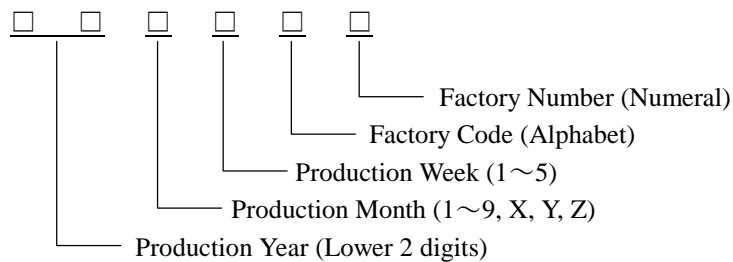 □ □ □ □ □ □
Factory Number (Numeral)
Factory Code (Alphabet)
Production Week (1～5)
Production Month (1～9, X, Y, Z)
Production Year (Lower 2 digits)